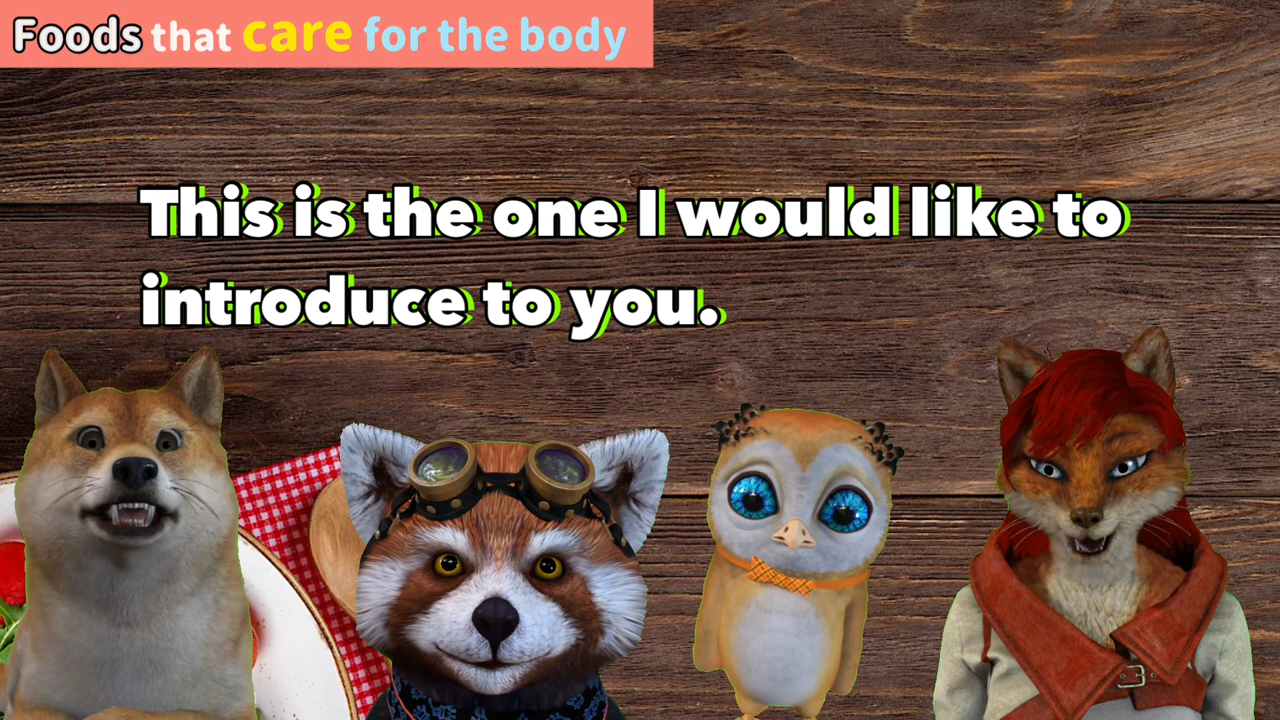 Foods that care for the body
This is the one I would like to
introduce to you.